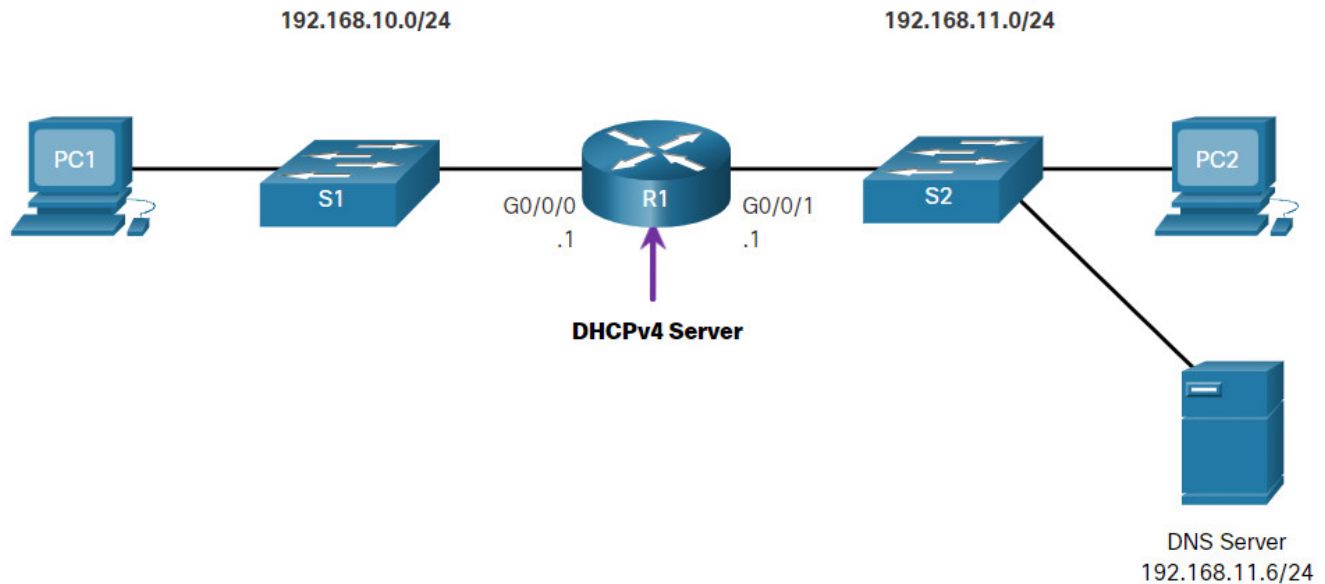 192.168.10.0/24
192.168.11.0/24
PC1
S1
G0/0/0
.1
R1
G0/0/1
.1
S2
PC2
DHCPv4 Server
DNS Server
192.168.11.6/24